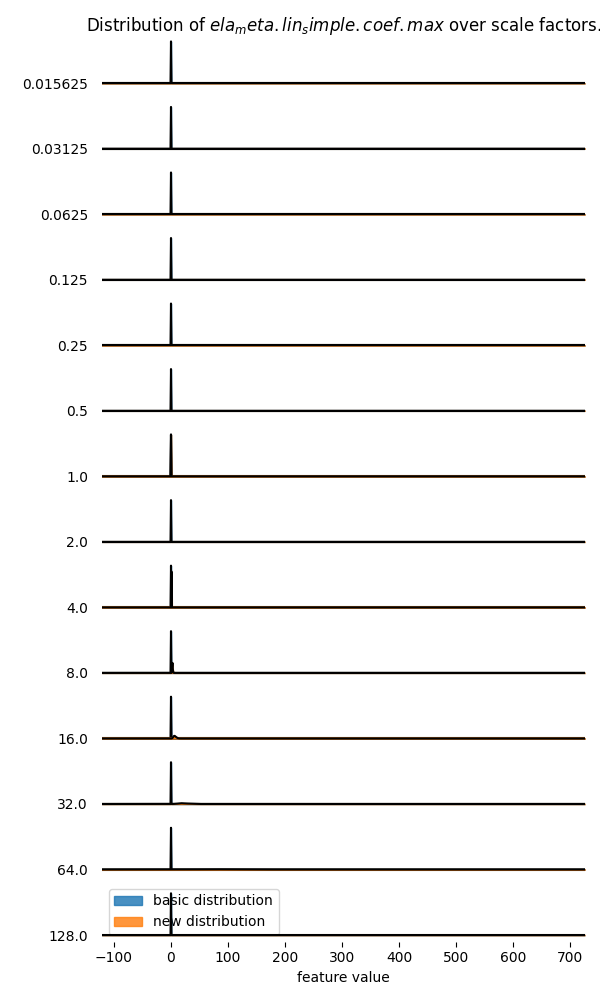 Distribution of elaₘeta.linₛimple.coef.max over scale factors.
0.015625
0.03125
0.0625
0.125
0.25
0.5
1.0
2.0
4.0
8.0
16.0
32.0
64.0
128.0
basic distribution
new distribution
−100 0 100 200 300 400 500 600 700
feature value